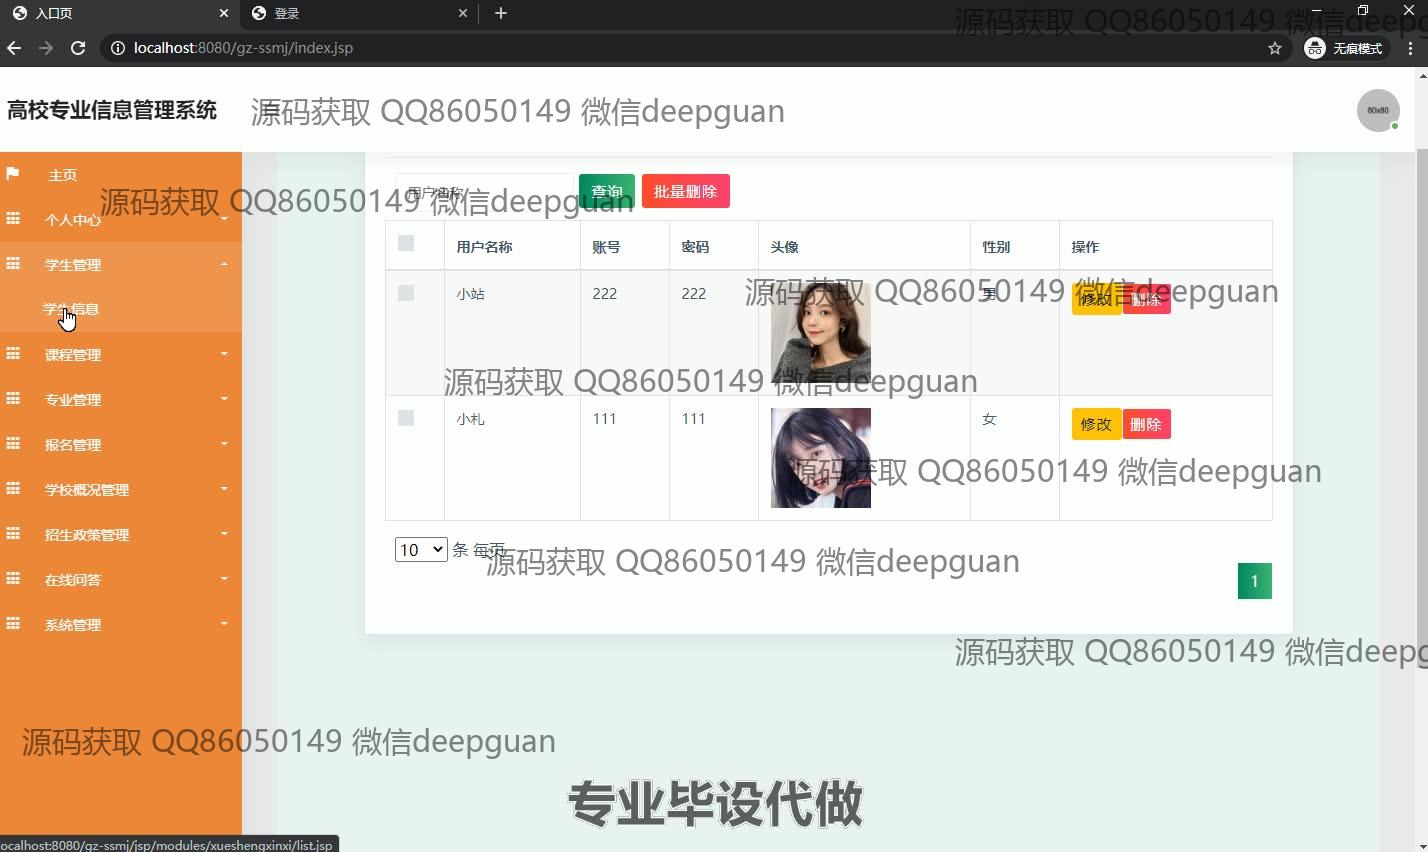 入口页
登录
localhost:8080/gz-ssmj/index.jsp
无痕模式
源码获取 QQ86050149 微信deepg
高校专业信息管理系统
源码获取 QQ86050149 微信deepguan
80x80
主页
个人中心
学生管理
学生信息
课程管理
专业管理
报名管理
学校概况管理
招生政策管理
在线问答
系统管理
源码获取 QQ86050149 微信deepguan
用户名称
查询
批量删除
用户名称 账号 密码 头像 性别 操作
小站 222 222 男 修改 删除
源码获取 QQ86050149 微信deepguan
源码获取 QQ86050149 微信deepguan
小札 111 111 女 修改 删除
源码获取 QQ86050149 微信deepguan
10 条 每页
源码获取 QQ86050149 微信deepguan
1
源码获取 QQ86050149 微信deepg
源码获取 QQ86050149 微信deepguan
专业毕设代做
ocalhost:8080/gz-ssmj/jsp/modules/xueshengxinxi/list.jsp